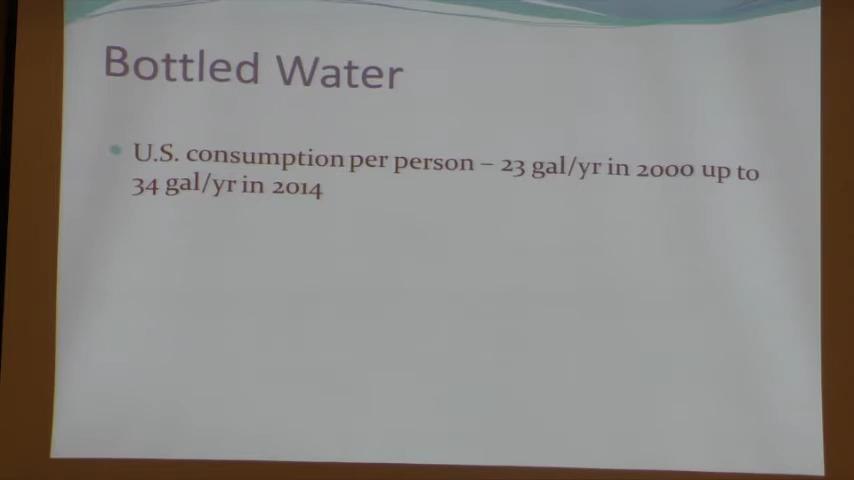 Bottled Water
U.S. consumption per person – 23 gal/yr in 2000 up to
34 gal/yr in 2014